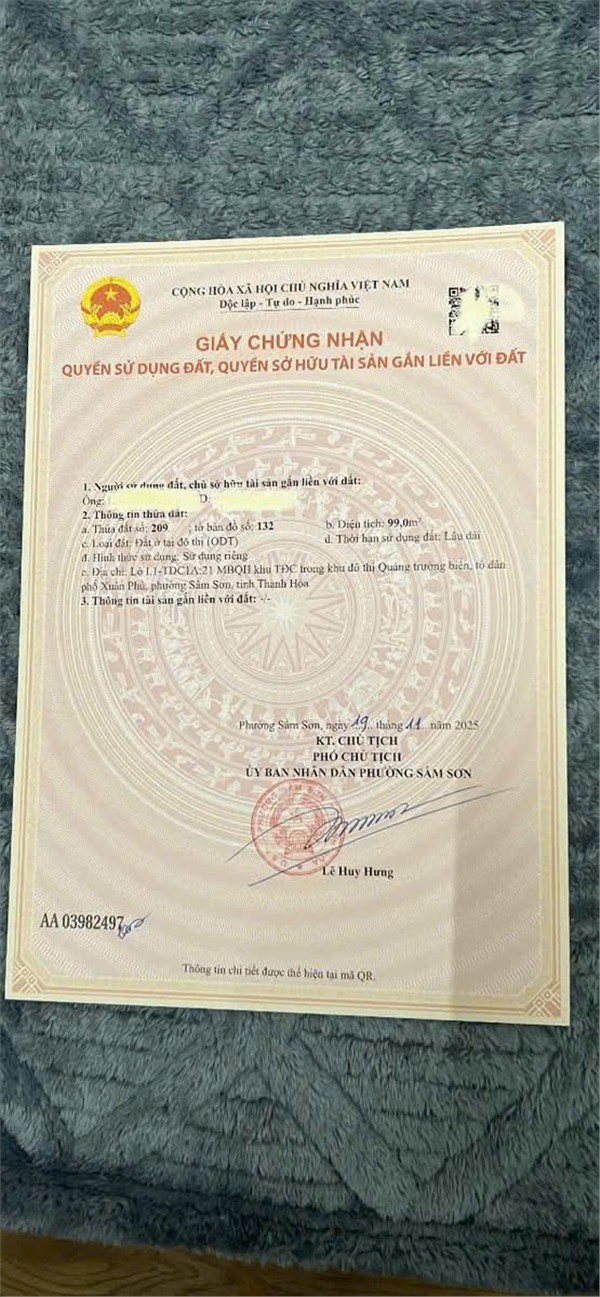 CỘNG HÒA XÃ HỘI CHỦ NGHĨA VIỆT NAM
Độc lập - Tự do - Hạnh phúc
GIẤY CHỨNG NHẬN
QUYỀN SỬ DỤNG ĐẤT, QUYỀN SỞ HỮU TÀI SẢN GẮN LIỀN VỚI ĐẤT
1. Người sử dụng đất, chủ sở hữu tài sản gắn liền với đất:
Ông:
2. Thông tin thửa đất:
a. Thửa đất số: 209 ; tờ bản đồ số: 132 b. Diện tích: 99,0m²
c. Loại đất: Đất ở tại đô thị (ODT) d. Thời hạn sử dụng đất: Lâu dài
đ. Hình thức sử dụng: Sử dụng riêng
e. Địa chỉ: Lô 1.1-TDC1A:21 MBQH khu TĐC trong khu đô thị Quảng trường biển, tổ dân
phố Xuân Phú, phường Sầm Sơn, tỉnh Thanh Hóa
3. Thông tin tài sản gắn liền với đất: -/-
Phường Sầm Sơn, ngày 19 tháng 11 năm 2025
KT. CHỦ TỊCH
PHÓ CHỦ TỊCH
ỦY BAN NHÂN DÂN PHƯỜNG SẦM SƠN
Lê Huy Hưng
AA 03982497
Thông tin chi tiết được thể hiện tại mã QR.